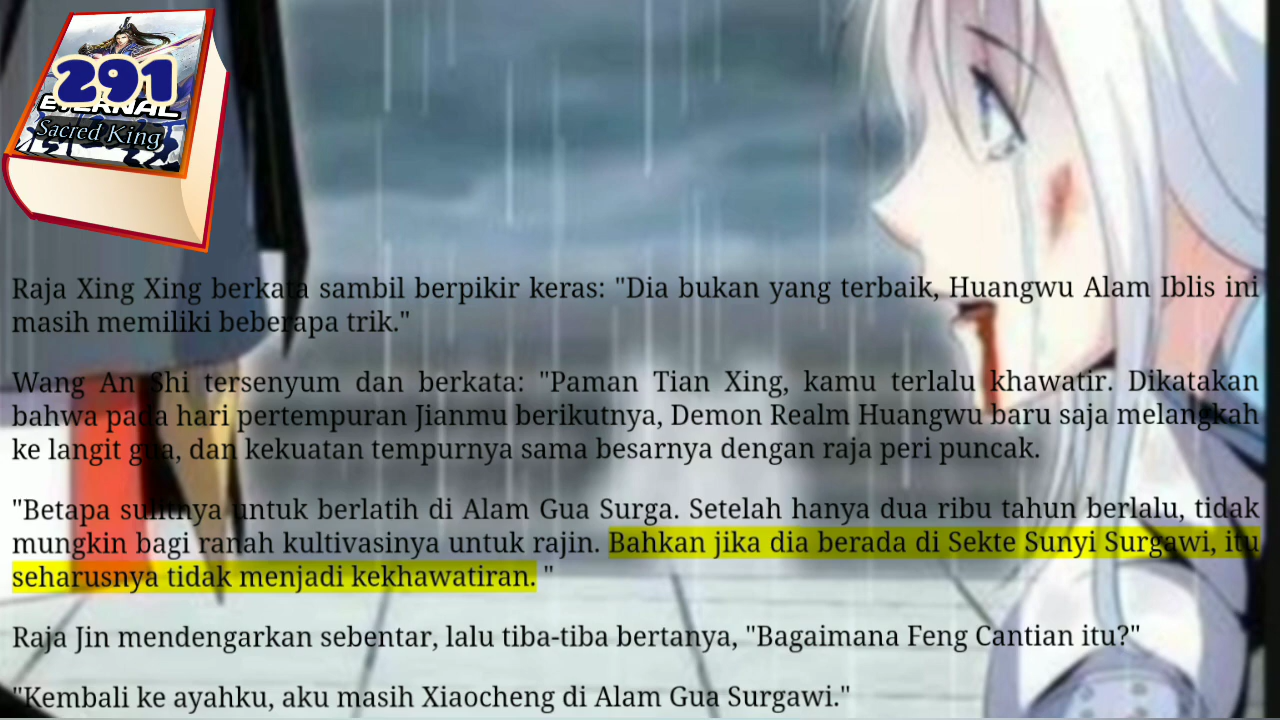 291
ETERNAL
Sacred King
Raja Xing Xing berkata sambil berpikir keras: "Dia bukan yang terbaik, Huangwu Alam Iblis ini
masih memiliki beberapa trik."
Wang An Shi tersenyum dan berkata: "Paman Tian Xing, kamu terlalu khawatir. Dikatakan
bahwa pada hari pertempuran Jianmu berikutnya, Demon Realm Huangwu baru saja melangkah
ke langit gua, dan kekuatan tempurnya sama besarnya dengan raja peri puncak.
"Betapa sulitnya untuk berlatih di Alam Gua Surga. Setelah hanya dua ribu tahun berlalu, tidak
mungkin bagi ranah kultivasinya untuk rajin. Bahkan jika dia berada di Sekte Sunyi Surgawi, itu
seharusnya tidak menjadi kekhawatiran. "
Raja Jin mendengarkan sebentar, lalu tiba-tiba bertanya, "Bagaimana Feng Cantian itu?"
"Kembali ke ayahku, aku masih Xiaocheng di Alam Gua Surgawi."